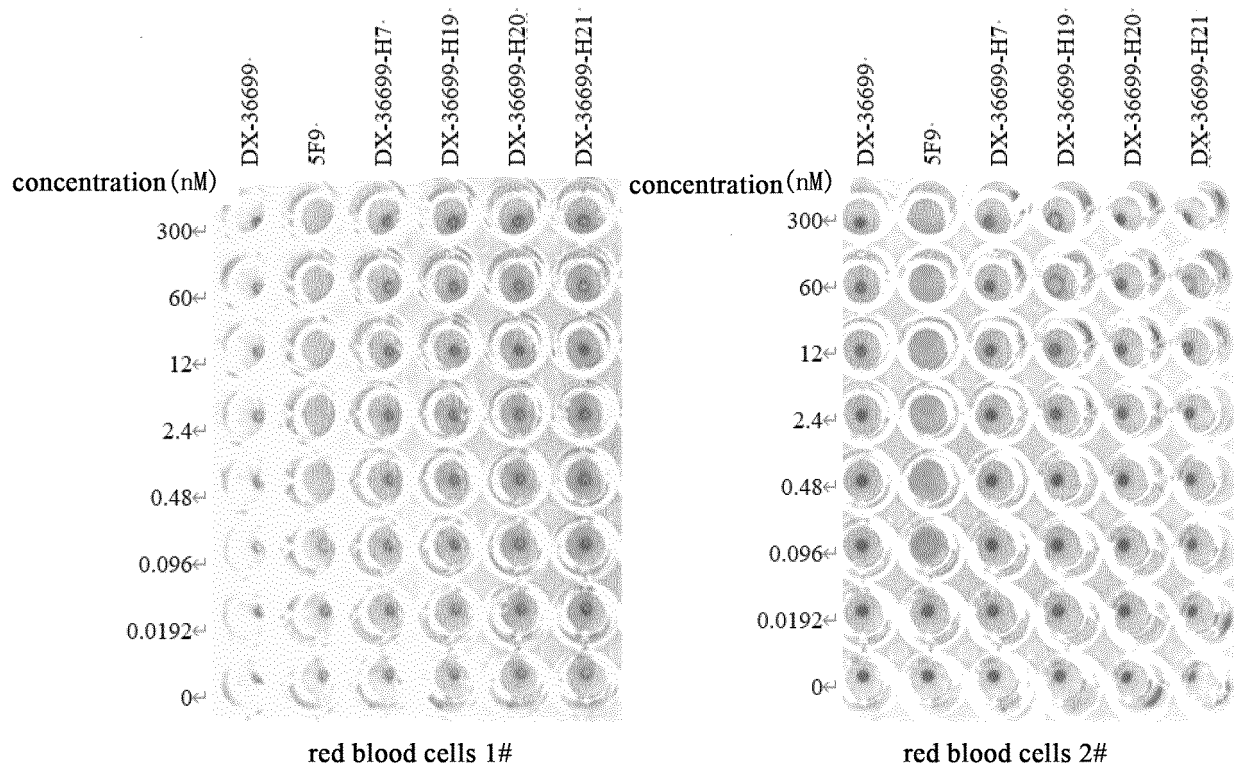 DX-36699 5F9 DX-36699-H7 DX-36699-H19 DX-36699-H20 DX-36699-H21
DX-36699 5F9 DX-36699-H7 DX-36699-H19 DX-36699-H20 DX-36699-H21
concentration(nM)
300↵
60↵
12↵
2.4↵
0.48↵
0.096↵
0.0192↵
0↵
red blood cells 1#
concentration(nM)
300↵
60↵
12↵
2.4↵
0.48↵
0.096↵
0.0192↵
0↵
red blood cells 2#